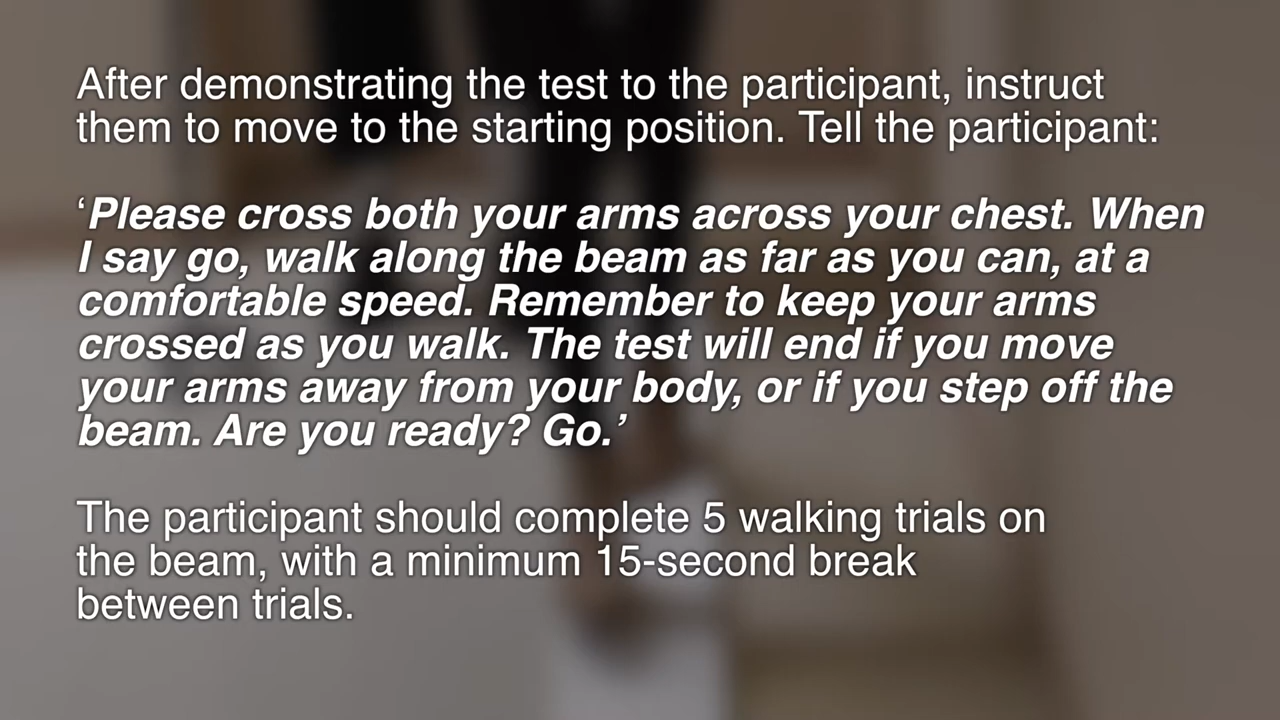 After demonstrating the test to the participant, instruct
them to move to the starting position. Tell the participant:
‘Please cross both your arms across your chest. When
I say go, walk along the beam as far as you can, at a
comfortable speed. Remember to keep your arms
crossed as you walk. The test will end if you move
your arms away from your body, or if you step off the
beam. Are you ready? Go.’
The participant should complete 5 walking trials on
the beam, with a minimum 15-second break
between trials.